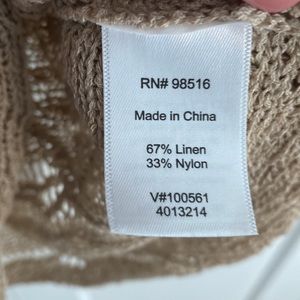 RN# 98516
Made in China
67% Linen
33% Nylon
V#100561
4013214